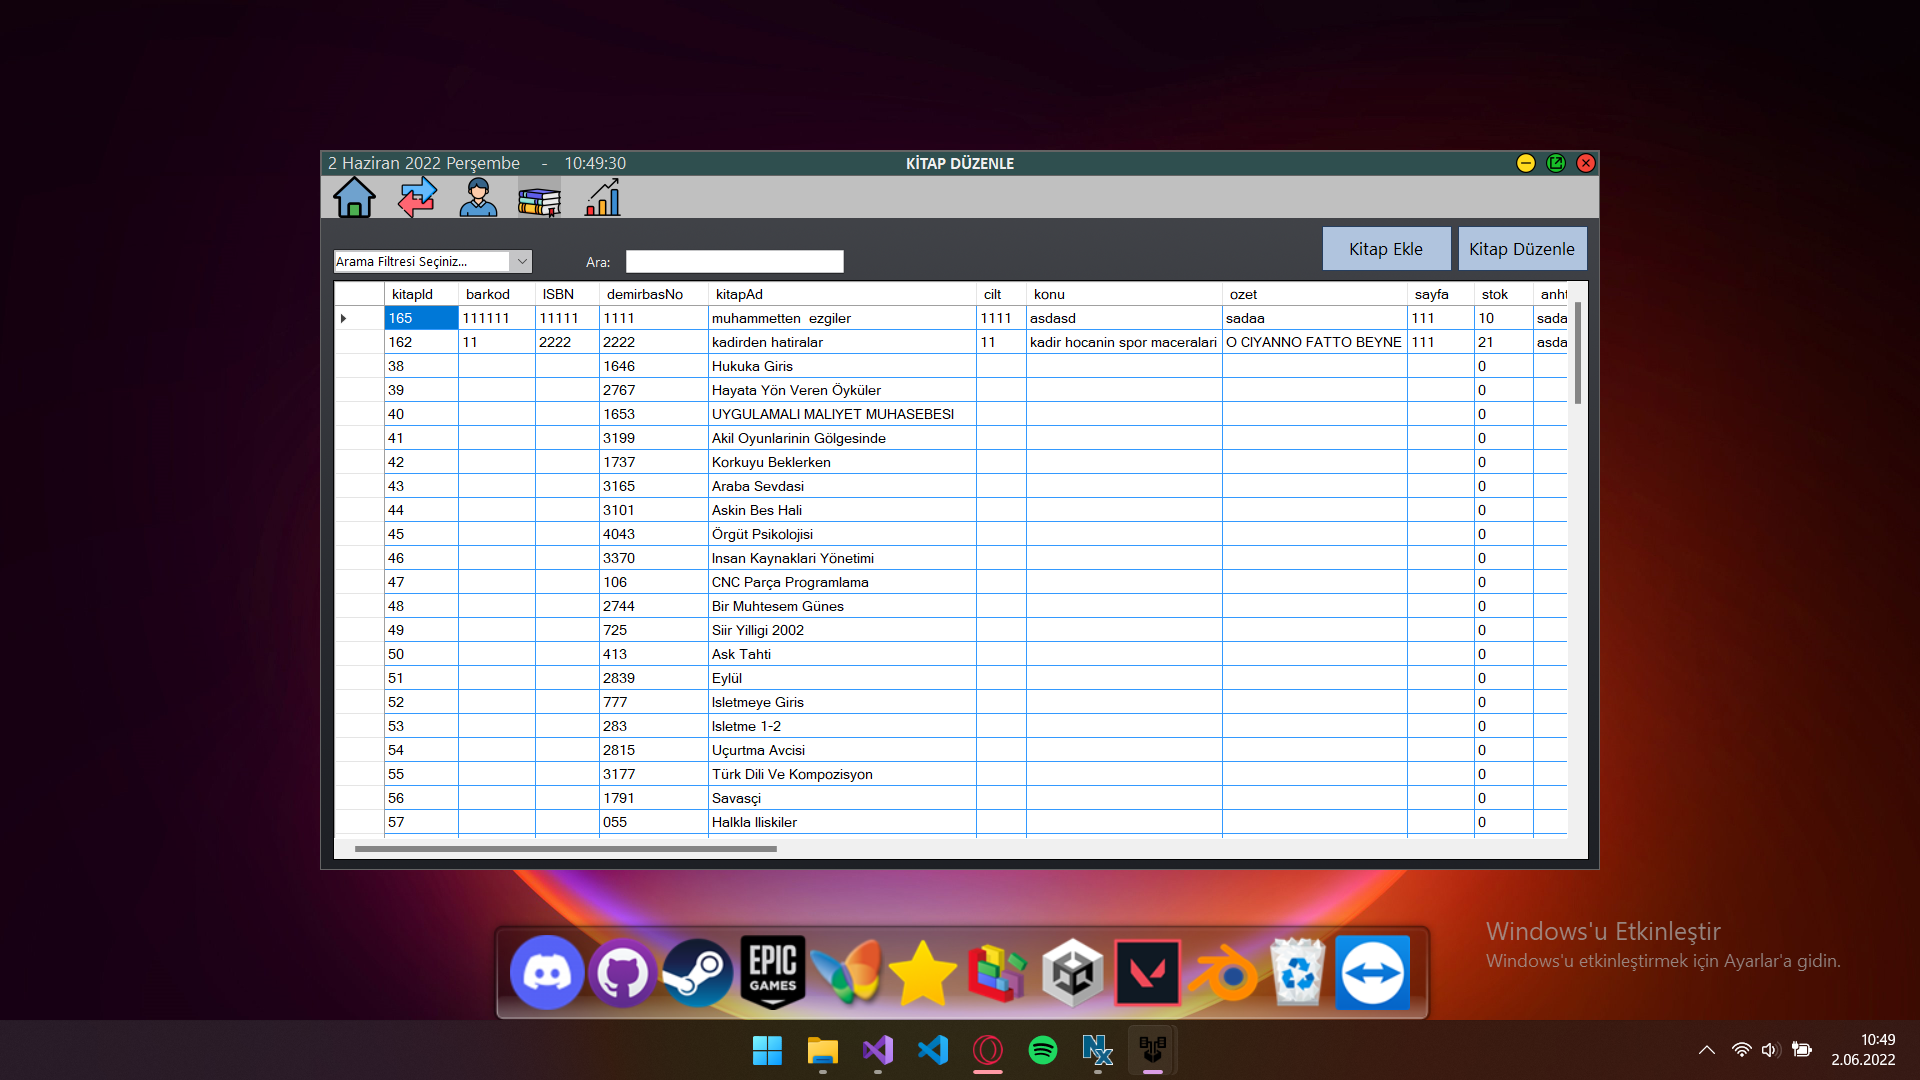 2 Haziran 2022 Perşembe - 10:49:30
KİTAP DÜZENLE
Kitap Ekle Kitap Düzenle
Arama Filtresi Seçiniz... Ara:
kitapId barkod ISBN demirbasNo kitapAd cilt konu ozet sayfa stok anht
165 111111 11111 1111 muhammetten ezgiler 1111 asdasd sadaa 111 10 sada
162 11 2222 2222 kadirden hatiralar 11 kadir hocanin spor maceralari O CIYANNO FATTO BEYNE 111 21 asda
38 1646 Hukuka Giris 0
39 2767 Hayata Yön Veren Öyküler 0
40 1653 UYGULAMALI MALIYET MUHASEBESI 0
41 3199 Akil Oyunlarinin Gölgesinde 0
42 1737 Korkuyu Beklerken 0
43 3165 Araba Sevdasi 0
44 3101 Askin Bes Hali 0
45 4043 Örgüt Psikolojisi 0
46 3370 Insan Kaynaklari Yönetimi 0
47 106 CNC Parça Programlama 0
48 2744 Bir Muhtesem Günes 0
49 725 Siir Yilligi 2002 0
50 413 Ask Tahti 0
51 2839 Eylül 0
52 777 Isletmeye Giris 0
53 283 Isletme 1-2 0
54 2815 Uçurtma Avcisi 0
55 3177 Türk Dili Ve Kompozisyon 0
56 1791 Savasçi 0
57 055 Halkla Iliskiler 0
Windows'u Etkinleştir
Windows'u etkinleştirmek için Ayarlar'a gidin.
EPIC
GAMES
10:49
2.06.2022